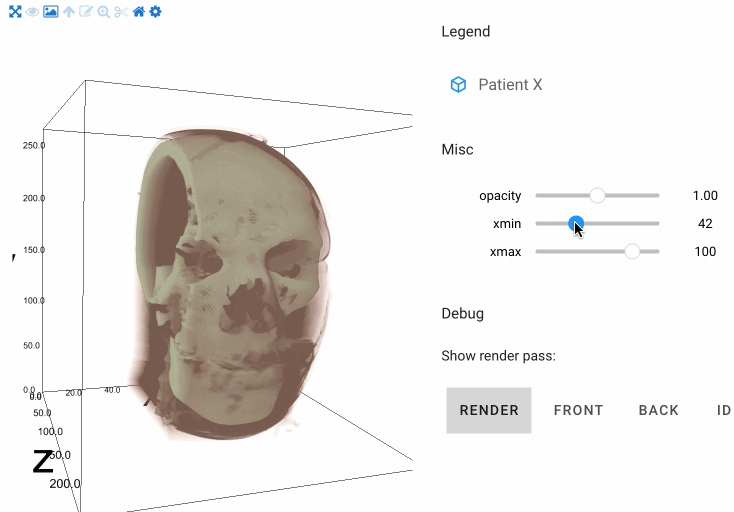 Legend
Patient X
Misc
opacity 1.00
xmin 42
xmax 100
Debug
Show render pass:
RENDER FRONT BACK ID
250.0
200.0
150.0
100.0
50.0
0.0
0.0 20.0 40.0
50.0
100.0
Z 50.0
200.0